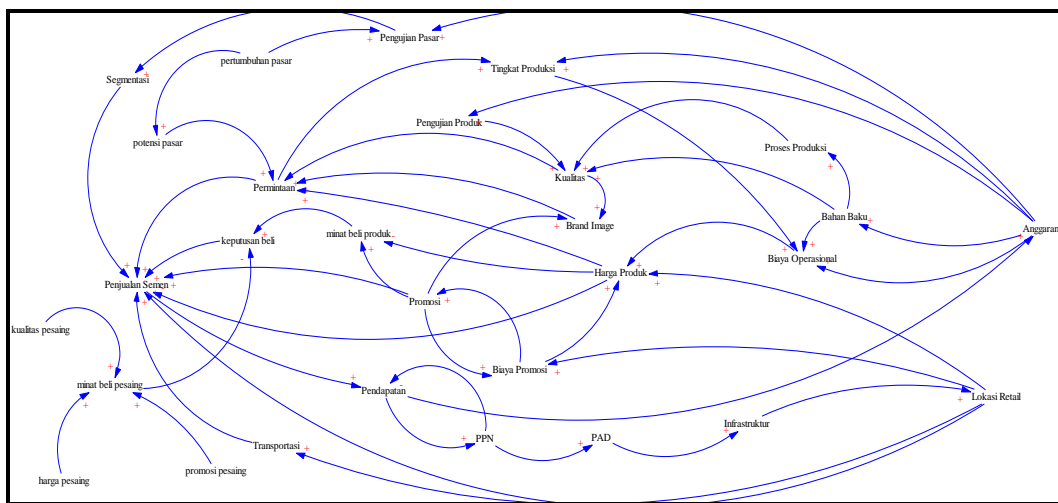 Pengujian Pasar
pertumbuhan pasar
Tingkat Produksi
Segmentasi
Pengujian Produk
potensi pasar
Proses Produksi
Kualitas
Permintaan
Bahan Baku
Brand Image
Anggaran
minat beli produk
keputusan beli
Biaya Operasional
Harga Produk
Penjualan Semen
Promosi
kualitas pesaing
Biaya Promosi
minat beli pesaing
Pendapatan
Lokasi Retail
Infrastruktur
PPN
PAD
Transportasi
promosi pesaing
harga pesaing